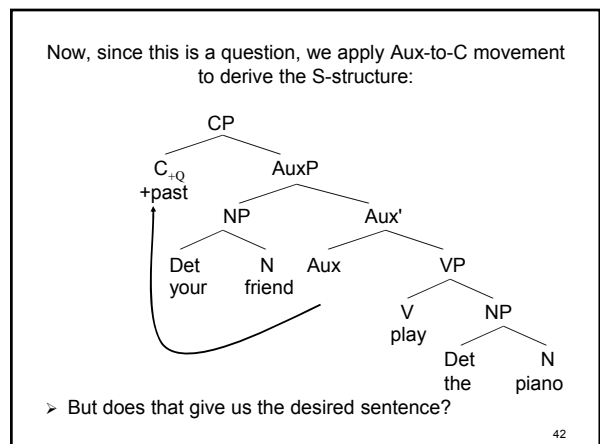 Now, since this is a question, we apply Aux-to-C movement
to derive the S-structure:
CP
C+Q AuxP
+past
NP Aux'
Det N Aux VP
your friend
V NP
play
Det N
the piano
➢ But does that give us the desired sentence?
42